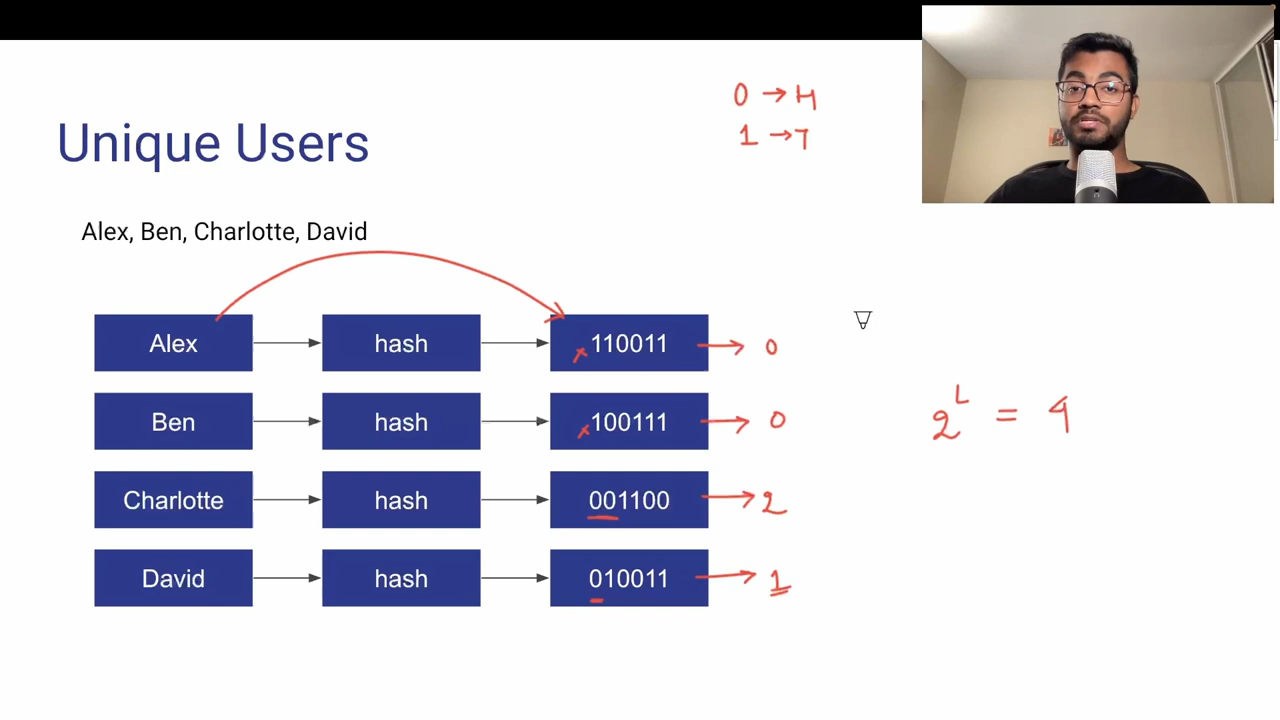 0 → H
1 → T
Unique Users
Alex, Ben, Charlotte, David
Alex hash 110011 → 0
Ben hash 100111 → 0
2^L = 4
Charlotte hash 001100 → 2
David hash 010011 → 1